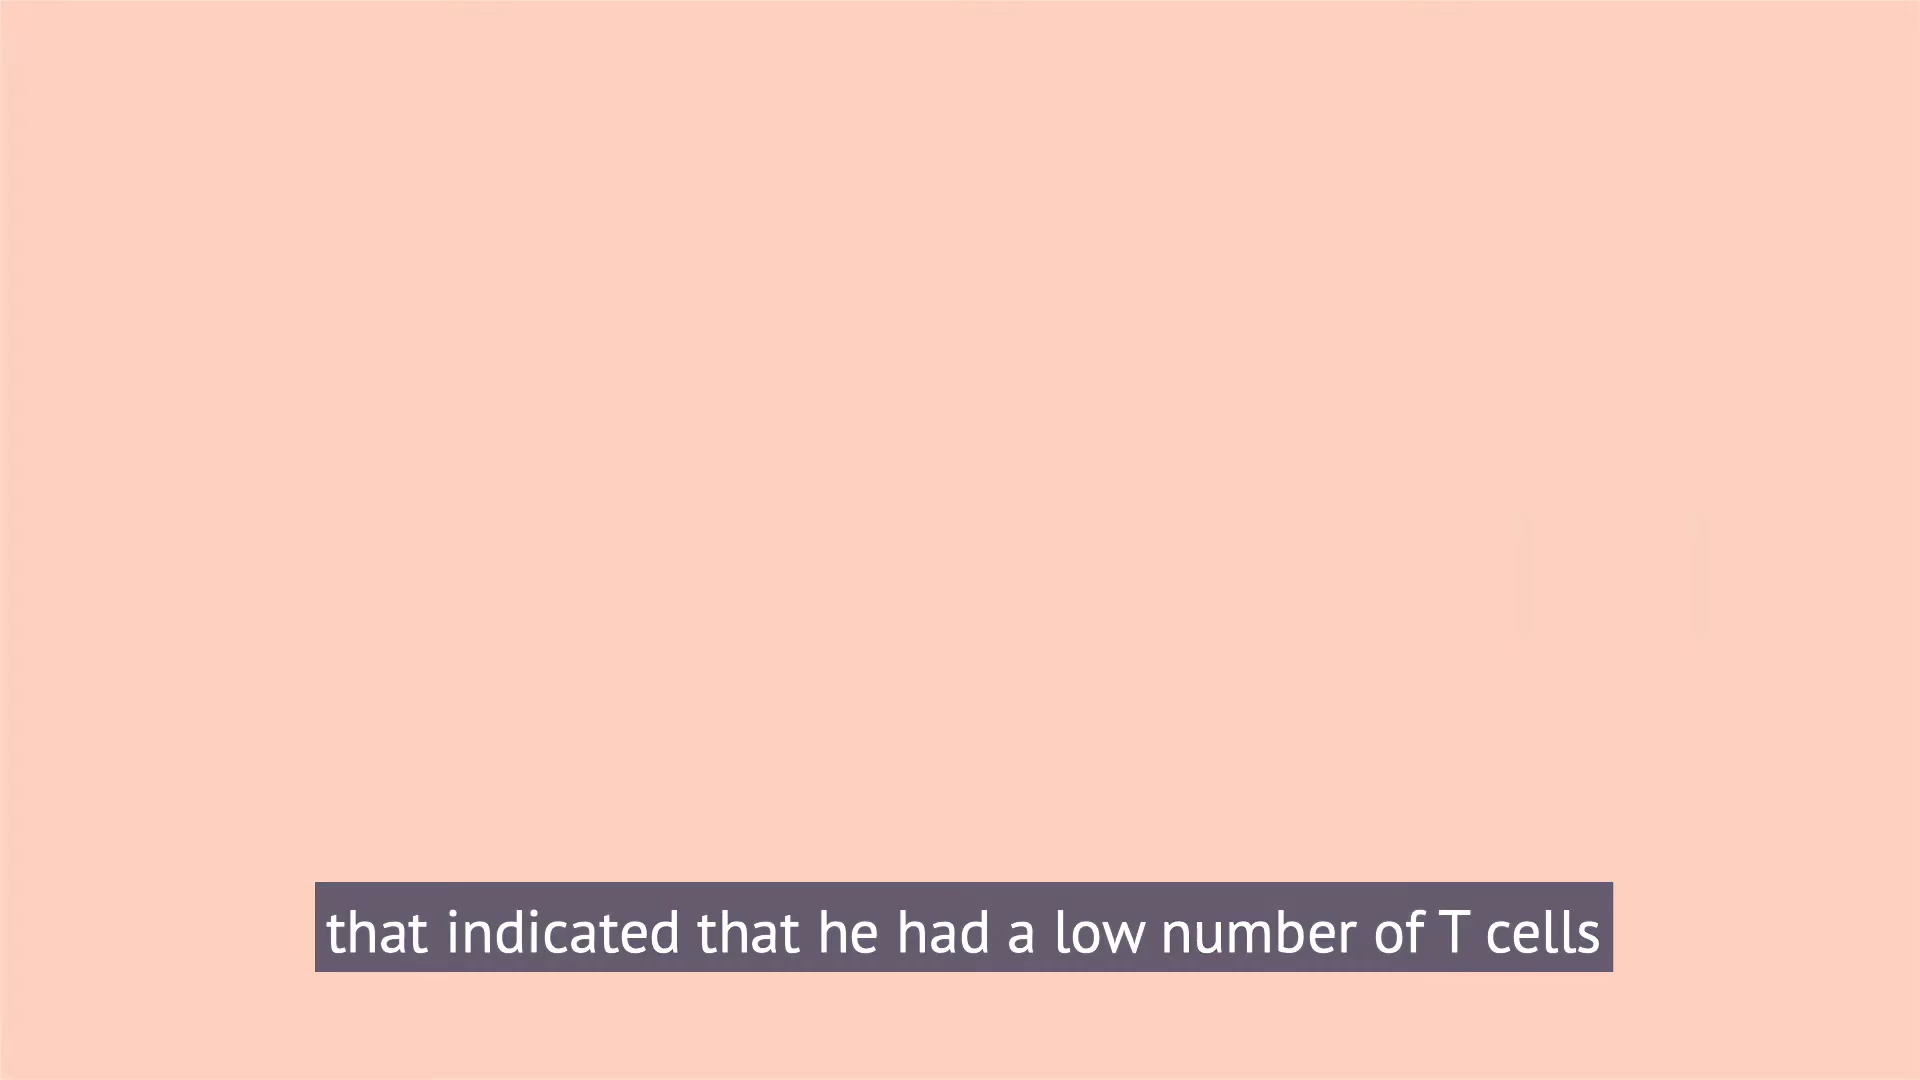 that indicated that he had a low number of T cells